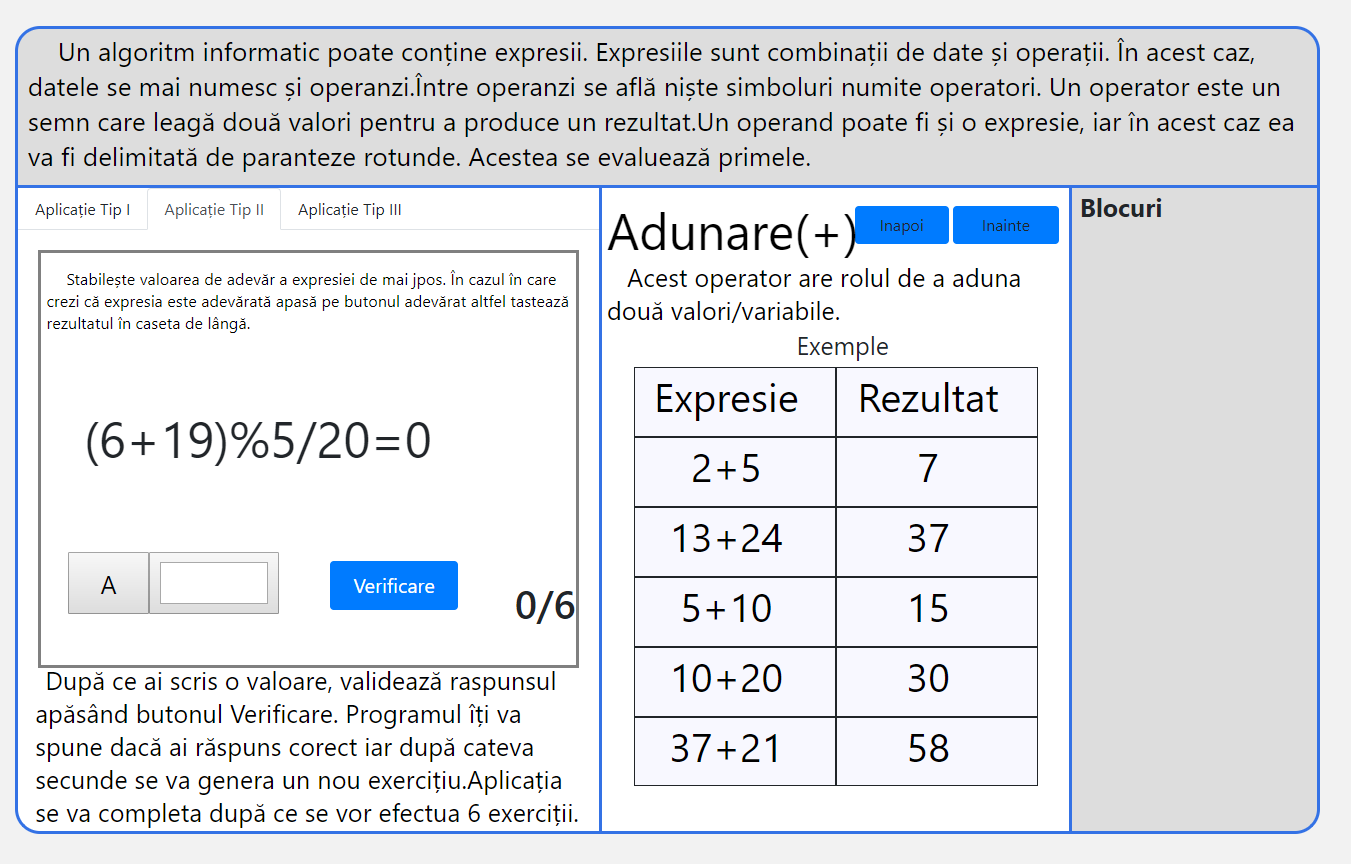 Un algoritm informatic poate conține expresii. Expresiile sunt combinații de date și operații. În acest caz,
datele se mai numesc și operanzi.Între operanzi se află niște simboluri numite operatori. Un operator este un
semn care leagă două valori pentru a produce un rezultat.Un operand poate fi și o expresie, iar în acest caz ea
va fi delimitată de paranteze rotunde. Acestea se evaluează primele.
Aplicație Tip I
Aplicație Tip II
Aplicație Tip III
Stabilește valoarea de adevăr a expresiei de mai jpos. În cazul în care
crezi că expresia este adevărată apasă pe butonul adevărat altfel tastează
rezultatul în caseta de lângă.
(6+19)%5/20=0
A
Verificare
0/6
După ce ai scris o valoare, validează raspunsul
apăsând butonul Verificare. Programul îți va
spune dacă ai răspuns corect iar după cateva
secunde se va genera un nou exercițiu.Aplicația
se va completa după ce se vor efectua 6 exerciții.
Adunare(+)
Inapoi
Inainte
Acest operator are rolul de a aduna
două valori/variabile.
Exemple
Expresie Rezultat
2+5 7
13+24 37
5+10 15
10+20 30
37+21 58
Blocuri